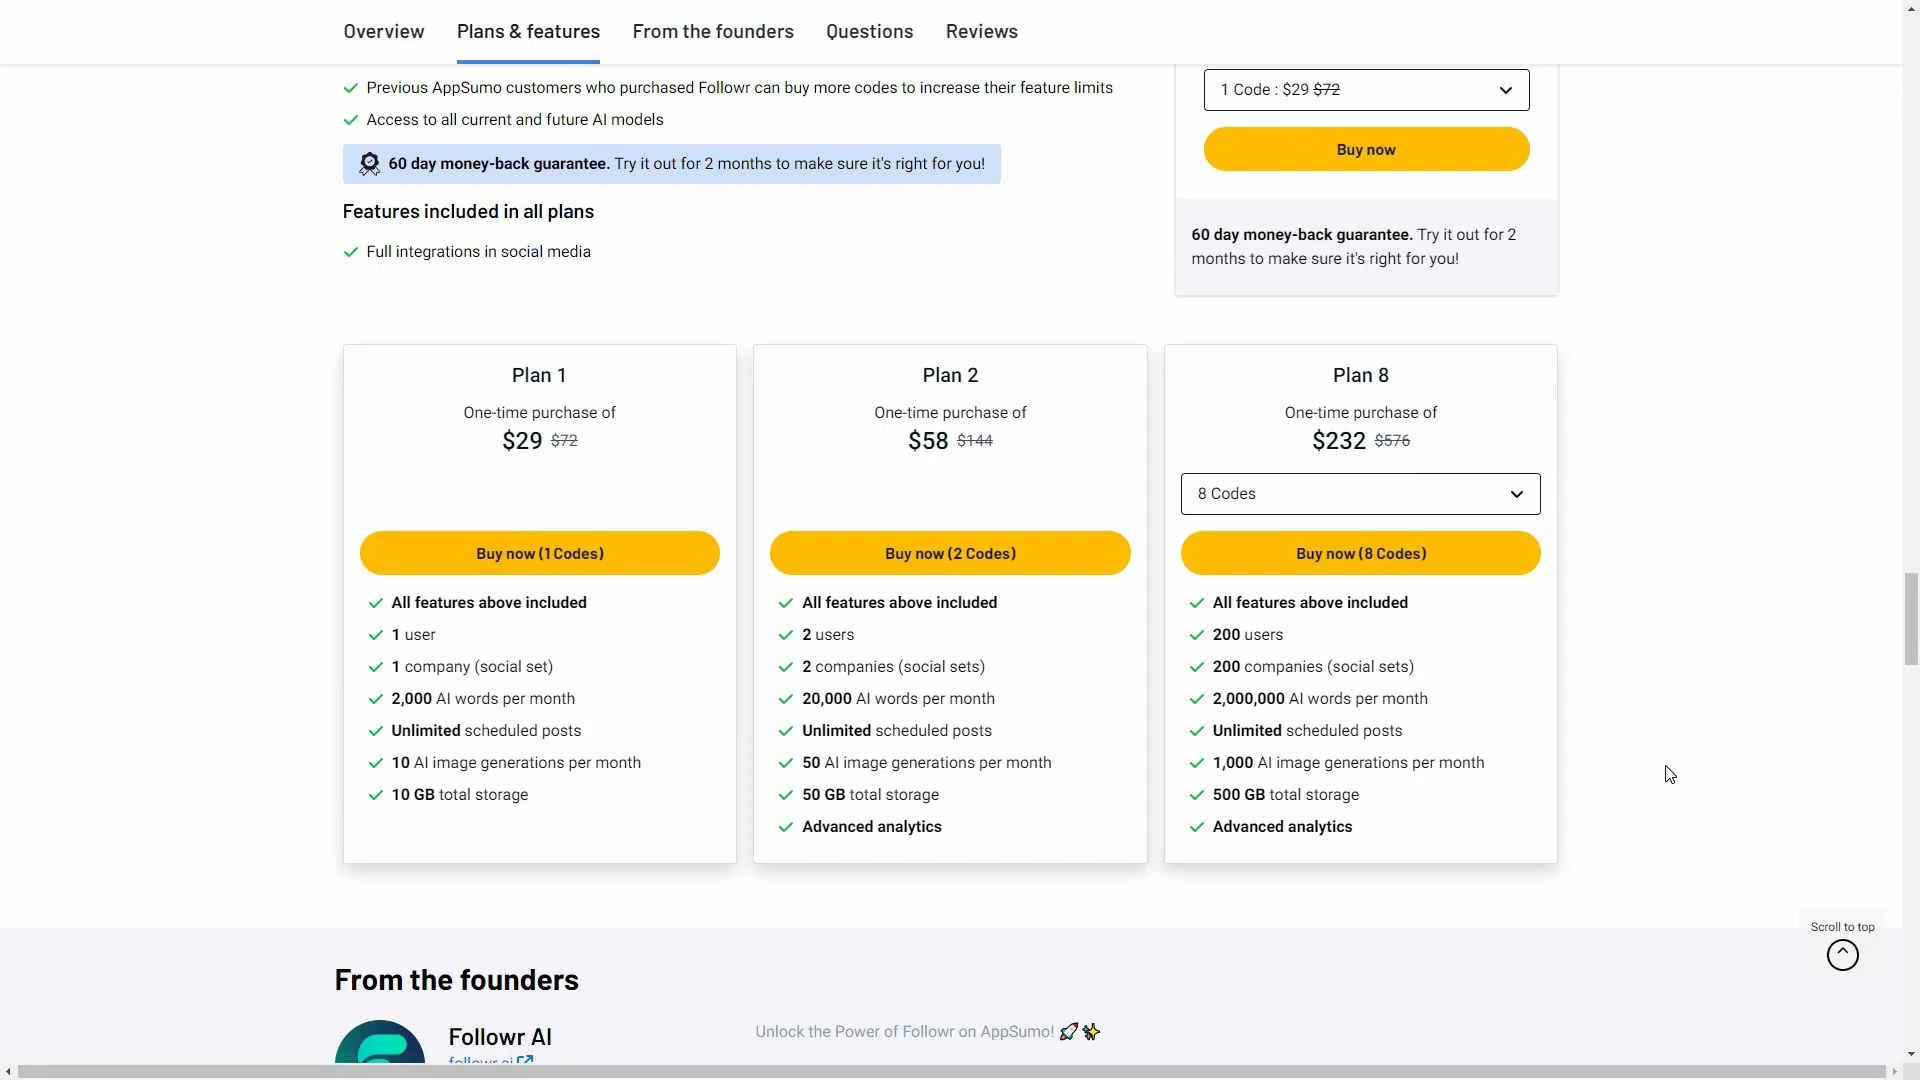 Overview Plans & features From the founders Questions Reviews
Previous AppSumo customers who purchased Followr can buy more codes to increase their feature limits
Access to all current and future AI models
60 day money-back guarantee. Try it out for 2 months to make sure it's right for you!
Features included in all plans
Full integrations in social media
1 Code : $29 $72
Buy now
60 day money-back guarantee. Try it out for 2
months to make sure it's right for you!
Plan 1
One-time purchase of
$29 $72
Buy now (1 Codes)
All features above included
1 user
1 company (social set)
2,000 AI words per month
Unlimited scheduled posts
10 AI image generations per month
10 GB total storage
Plan 2
One-time purchase of
$58 $144
Buy now (2 Codes)
All features above included
2 users
2 companies (social sets)
20,000 AI words per month
Unlimited scheduled posts
50 AI image generations per month
50 GB total storage
Advanced analytics
Plan 8
One-time purchase of
$232 $576
8 Codes
Buy now (8 Codes)
All features above included
200 users
200 companies (social sets)
2,000,000 AI words per month
Unlimited scheduled posts
1,000 AI image generations per month
500 GB total storage
Advanced analytics
Scroll to top
From the founders
Followr AI
followr.ai
Unlock the Power of Followr on AppSumo! 🚀✨